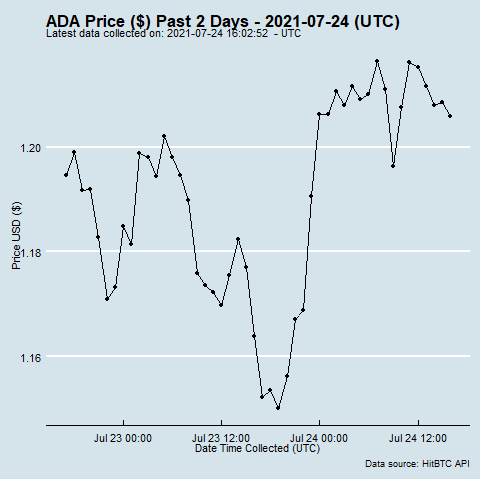 ADA Price ($) Past 2 Days - 2021-07-24 (UTC)
Latest data collected on: 2021-07-24 16:02:52  - UTC
Price USD ($)
1.20
1.18
1.16
Jul 23 00:00
Jul 23 12:00
Jul 24 00:00
Jul 24 12:00
Date Time Collected (UTC)
Data source: HitBTC API